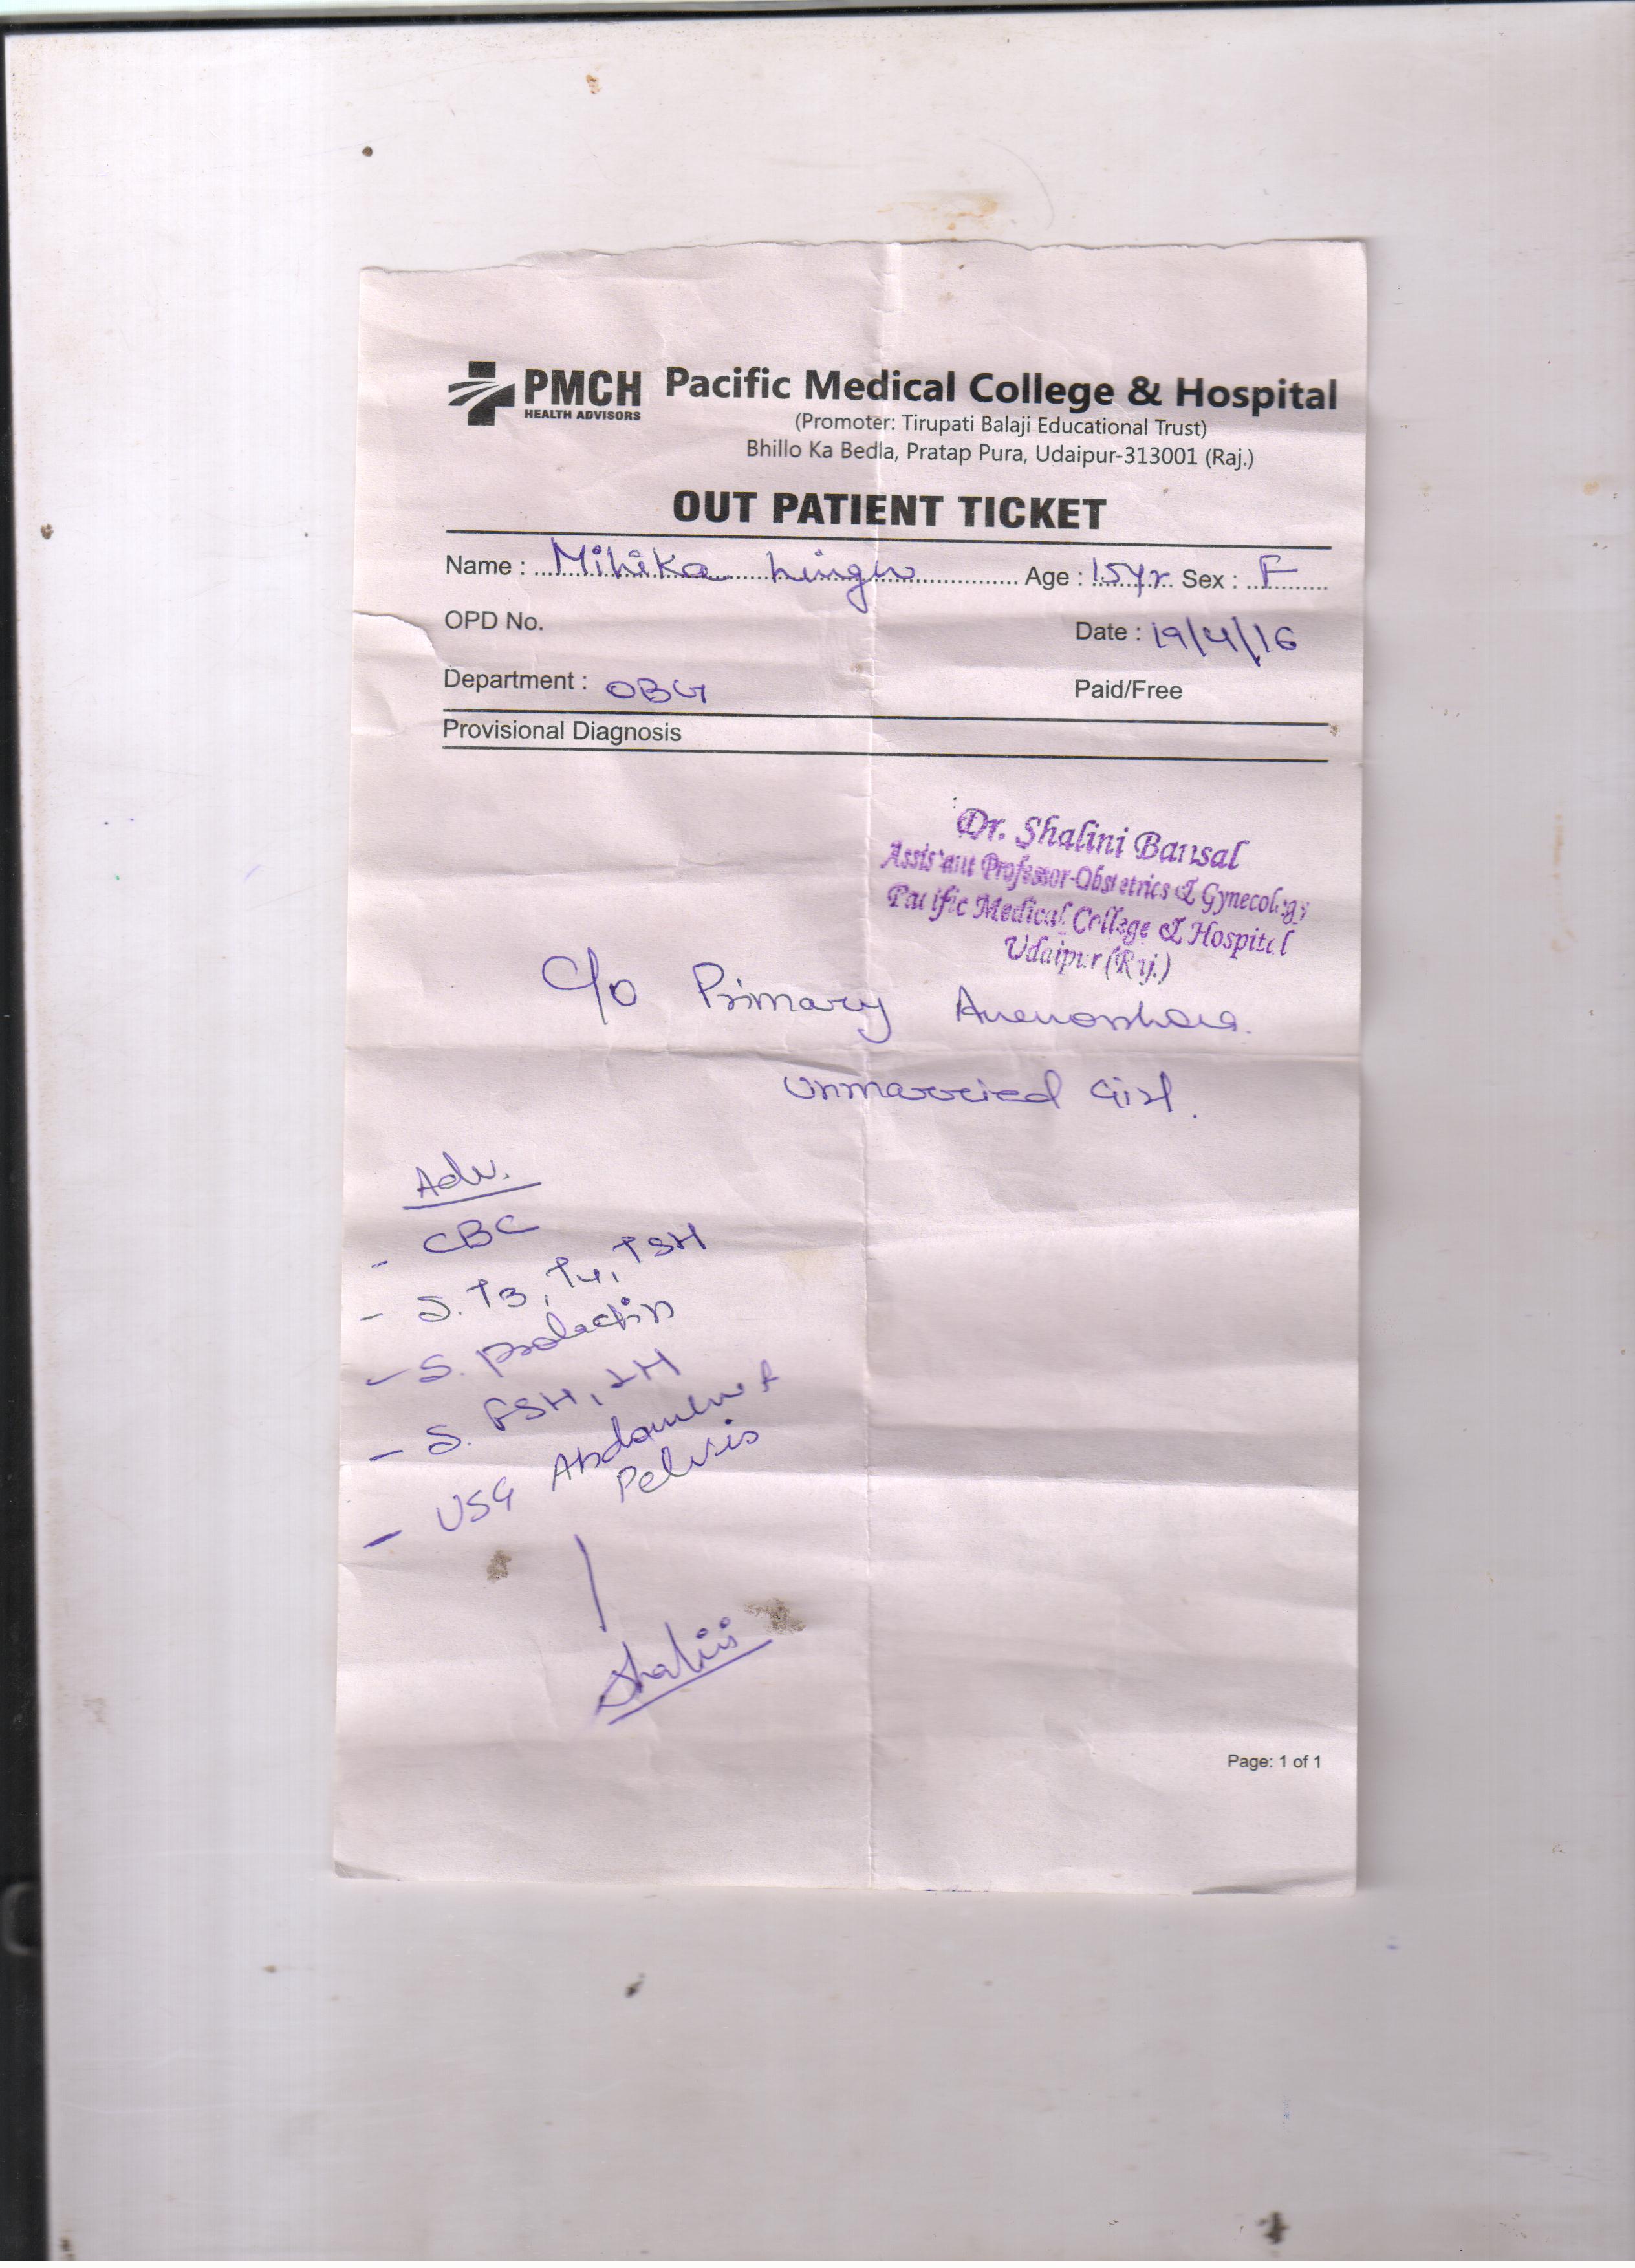 PMCH Pacific Medical College & Hospital
HEALTH ADVISORS
(Promoter: Tirupati Balaji Educational Trust)
Bhillo Ka Bedla, Pratap Pura, Udaipur-313001 (Raj.)
OUT PATIENT TICKET
Name : Mihika Age : 15yr Sex : F
OPD No.
Date : 19/4/16
Department : OBG
Paid/Free
Provisional Diagnosis
Dr. Shalini Bansal
Assistant Professor-Obstetrics & Gynecology
Pacific Medical College & Hospital
Udaipur (Raj.)
C/o Primary
Unmarried Girl.
Adv.
- CBC
- S. T3, T4, TSH
- S. prolactin
- S. FSH, LH
- USG Abdomen &
Pelvis
Shalini
Page: 1 of 1